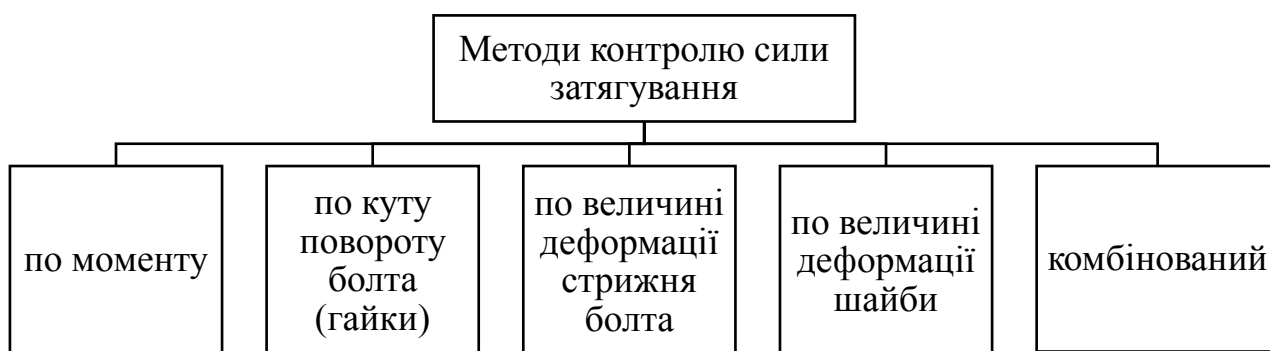 Методи контролю сили
затягування
по моменту
по куту
повороту
болта
(гайки)
по величині
деформації
стрижня
болта
по величині
деформації
шайби
комбінований